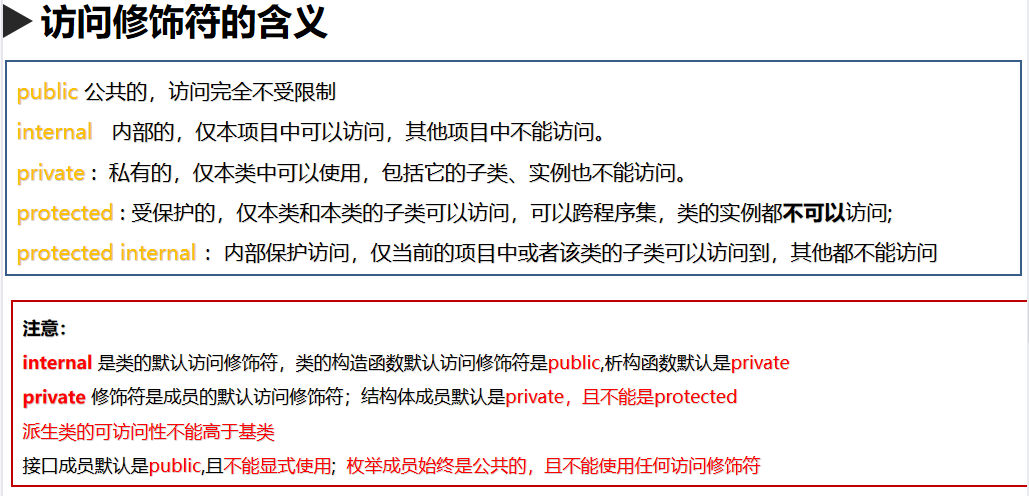 访问修饰符的含义
public 公共的，访问完全不受限制
internal 内部的，仅本项目中可以访问，其他项目中不能访问。
private： 私有的，仅本类中可以使用，包括它的子类、实例也不能访问。
protected : 受保护的，仅本类和本类的子类可以访问，可以跨程序集，类的实例都不可以访问;
protected internal ： 内部保护访问，仅当前的项目中或者该类的子类可以访问到，其他都不能访问
注意：
internal 是类的默认访问修饰符，类的构造函数默认访问修饰符是public,析构函数默认是private
private 修饰符是成员的默认访问修饰符；结构体成员默认是private，且不能是protected
派生类的可访问性不能高于基类
接口成员默认是public,且不能显式使用；枚举成员始终是公共的，且不能使用任何访问修饰符